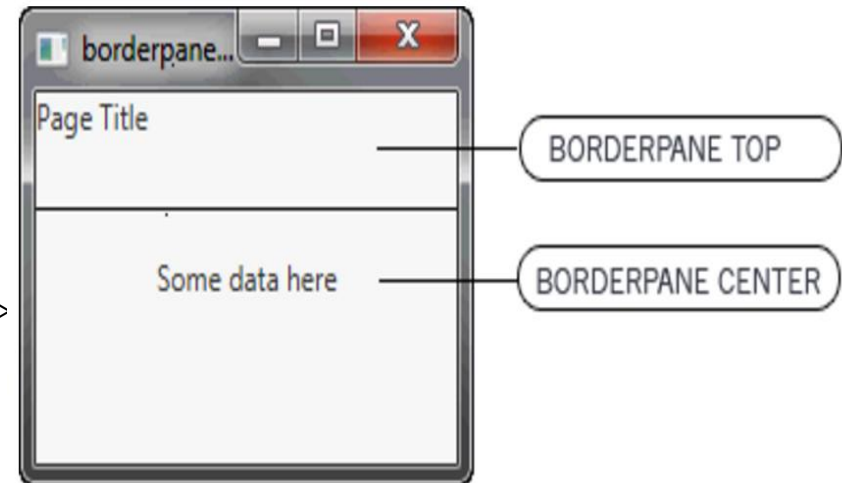 borderpane...
Page Title
BORDERPANE TOP
Some data here
BORDERPANE CENTER
>